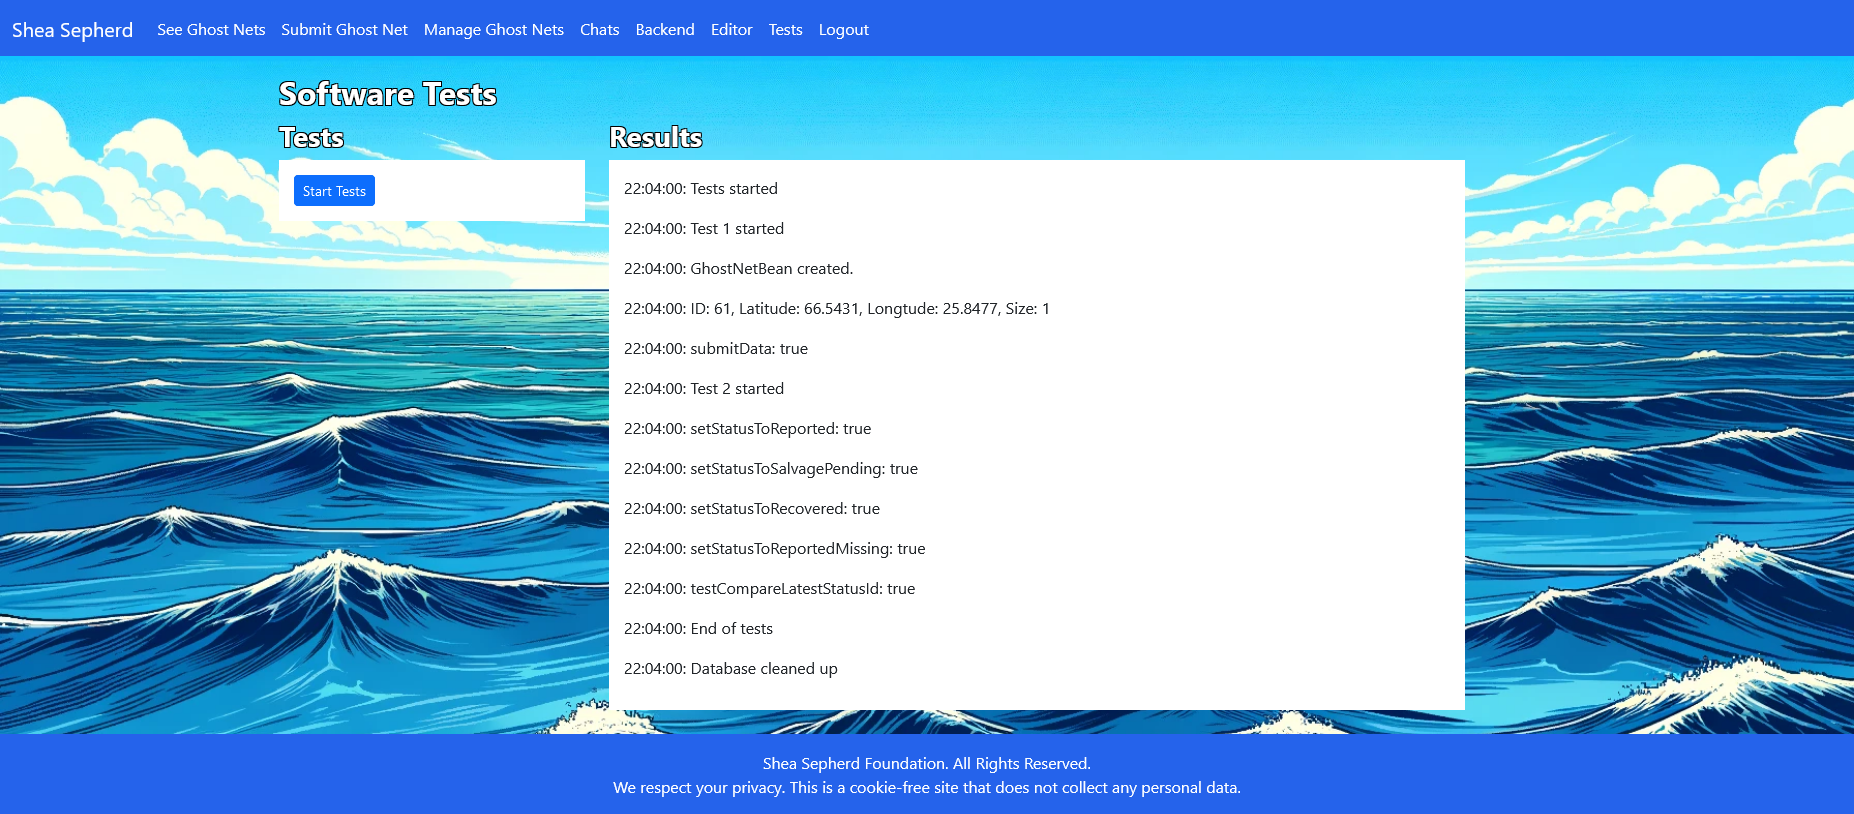 Shea Sepherd See Ghost Nets Submit Ghost Net Manage Ghost Nets Chats Backend Editor Tests Logout
Software Tests
Tests
Start Tests
Results
22:04:00: Tests started
22:04:00: Test 1 started
22:04:00: GhostNetBean created.
22:04:00: ID: 61, Latitude: 66.5431, Longtude: 25.8477, Size: 1
22:04:00: submitData: true
22:04:00: Test 2 started
22:04:00: setStatusToReported: true
22:04:00: setStatusToSalvagePending: true
22:04:00: setStatusToRecovered: true
22:04:00: setStatusToReportedMissing: true
22:04:00: testCompareLatestStatusId: true
22:04:00: End of tests
22:04:00: Database cleaned up
Shea Sepherd Foundation. All Rights Reserved.
We respect your privacy. This is a cookie-free site that does not collect any personal data.